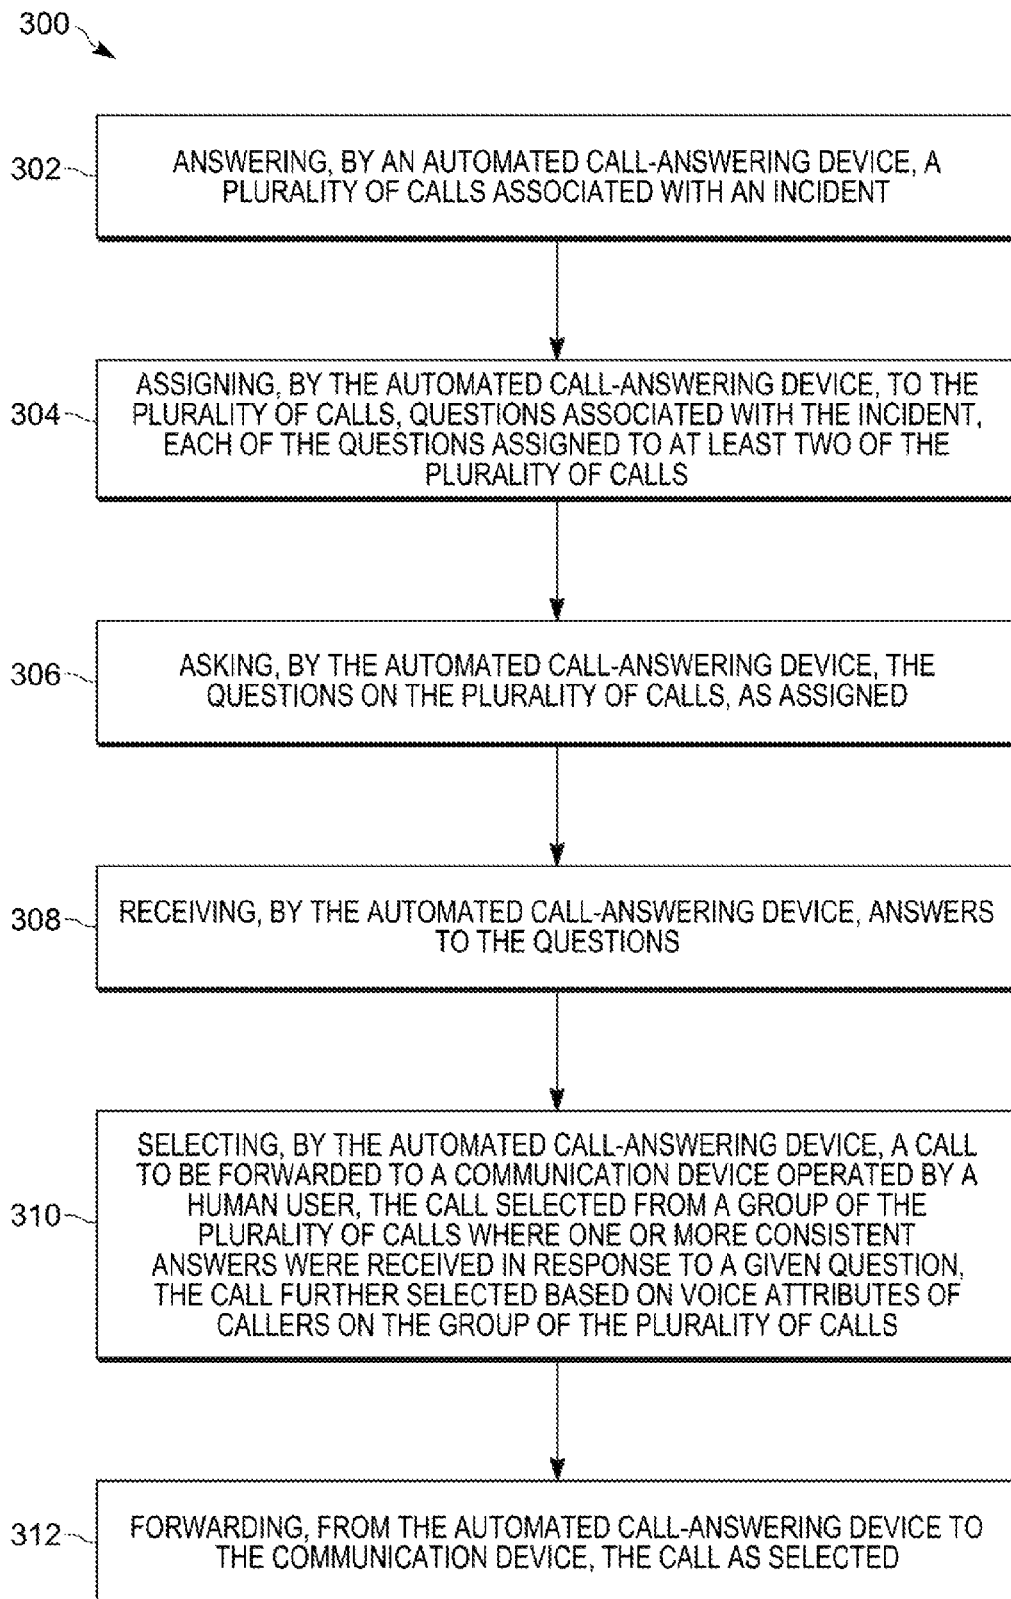 300
302
ANSWERING, BY AN AUTOMATED CALL-ANSWERING DEVICE, A
PLURALITY OF CALLS ASSOCIATED WITH AN INCIDENT
304
ASSIGNING, BY THE AUTOMATED CALL-ANSWERING DEVICE, TO THE
PLURALITY OF CALLS, QUESTIONS ASSOCIATED WITH THE INCIDENT,
EACH OF THE QUESTIONS ASSIGNED TO AT LEAST TWO OF THE
PLURALITY OF CALLS
306
ASKING, BY THE AUTOMATED CALL-ANSWERING DEVICE, THE
QUESTIONS ON THE PLURALITY OF CALLS, AS ASSIGNED
308
RECEIVING, BY THE AUTOMATED CALL-ANSWERING DEVICE, ANSWERS
TO THE QUESTIONS
310
SELECTING, BY THE AUTOMATED CALL-ANSWERING DEVICE, A CALL
TO BE FORWARDED TO A COMMUNICATION DEVICE OPERATED BY A
HUMAN USER, THE CALL SELECTED FROM A GROUP OF THE
PLURALITY OF CALLS WHERE ONE OR MORE CONSISTENT
ANSWERS WERE RECEIVED IN RESPONSE TO A GIVEN QUESTION,
THE CALL FURTHER SELECTED BASED ON VOICE ATTRIBUTES OF
CALLERS ON THE GROUP OF THE PLURALITY OF CALLS
312
FORWARDING, FROM THE AUTOMATED CALL-ANSWERING DEVICE TO
THE COMMUNICATION DEVICE, THE CALL AS SELECTED